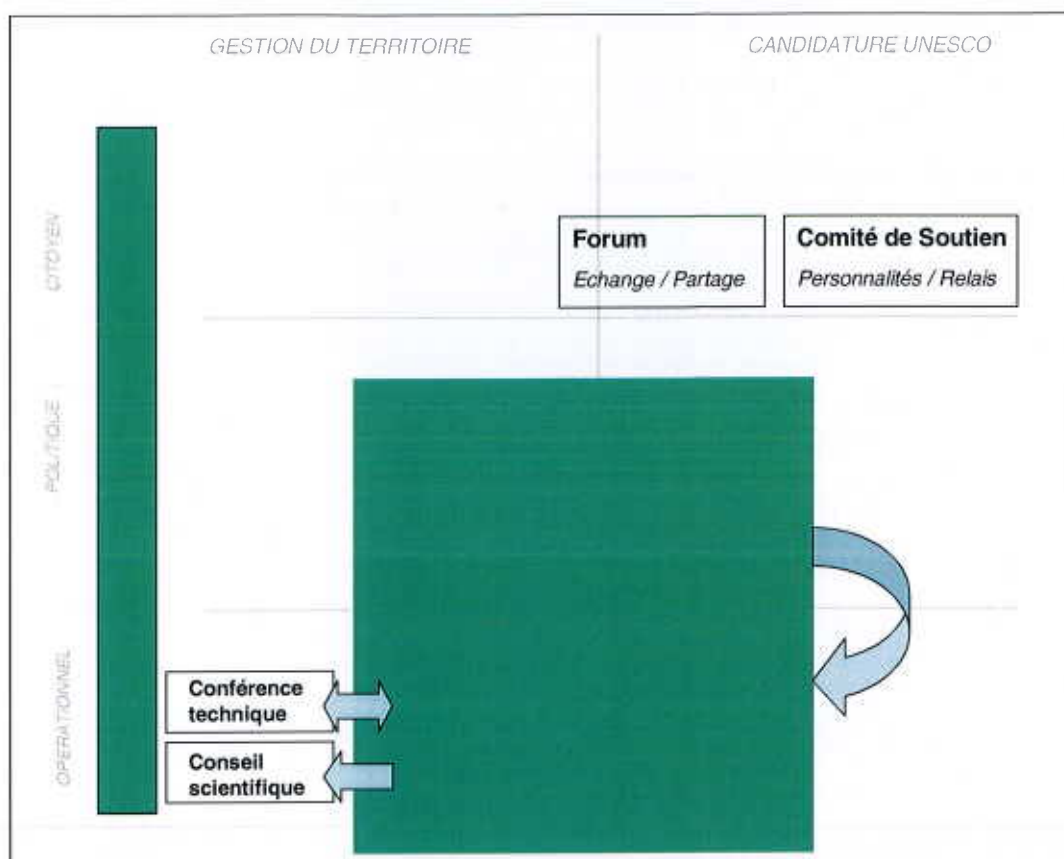 GESTION DU TERRITOIRE
CANDIDATURE UNESCO
CITOYEN
Forum
Echange / Partage
Comité de Soutien
Personnalités / Relais
POLITIQUE
OPERATIONNEL
Conférence
technique
Conseil
scientifique